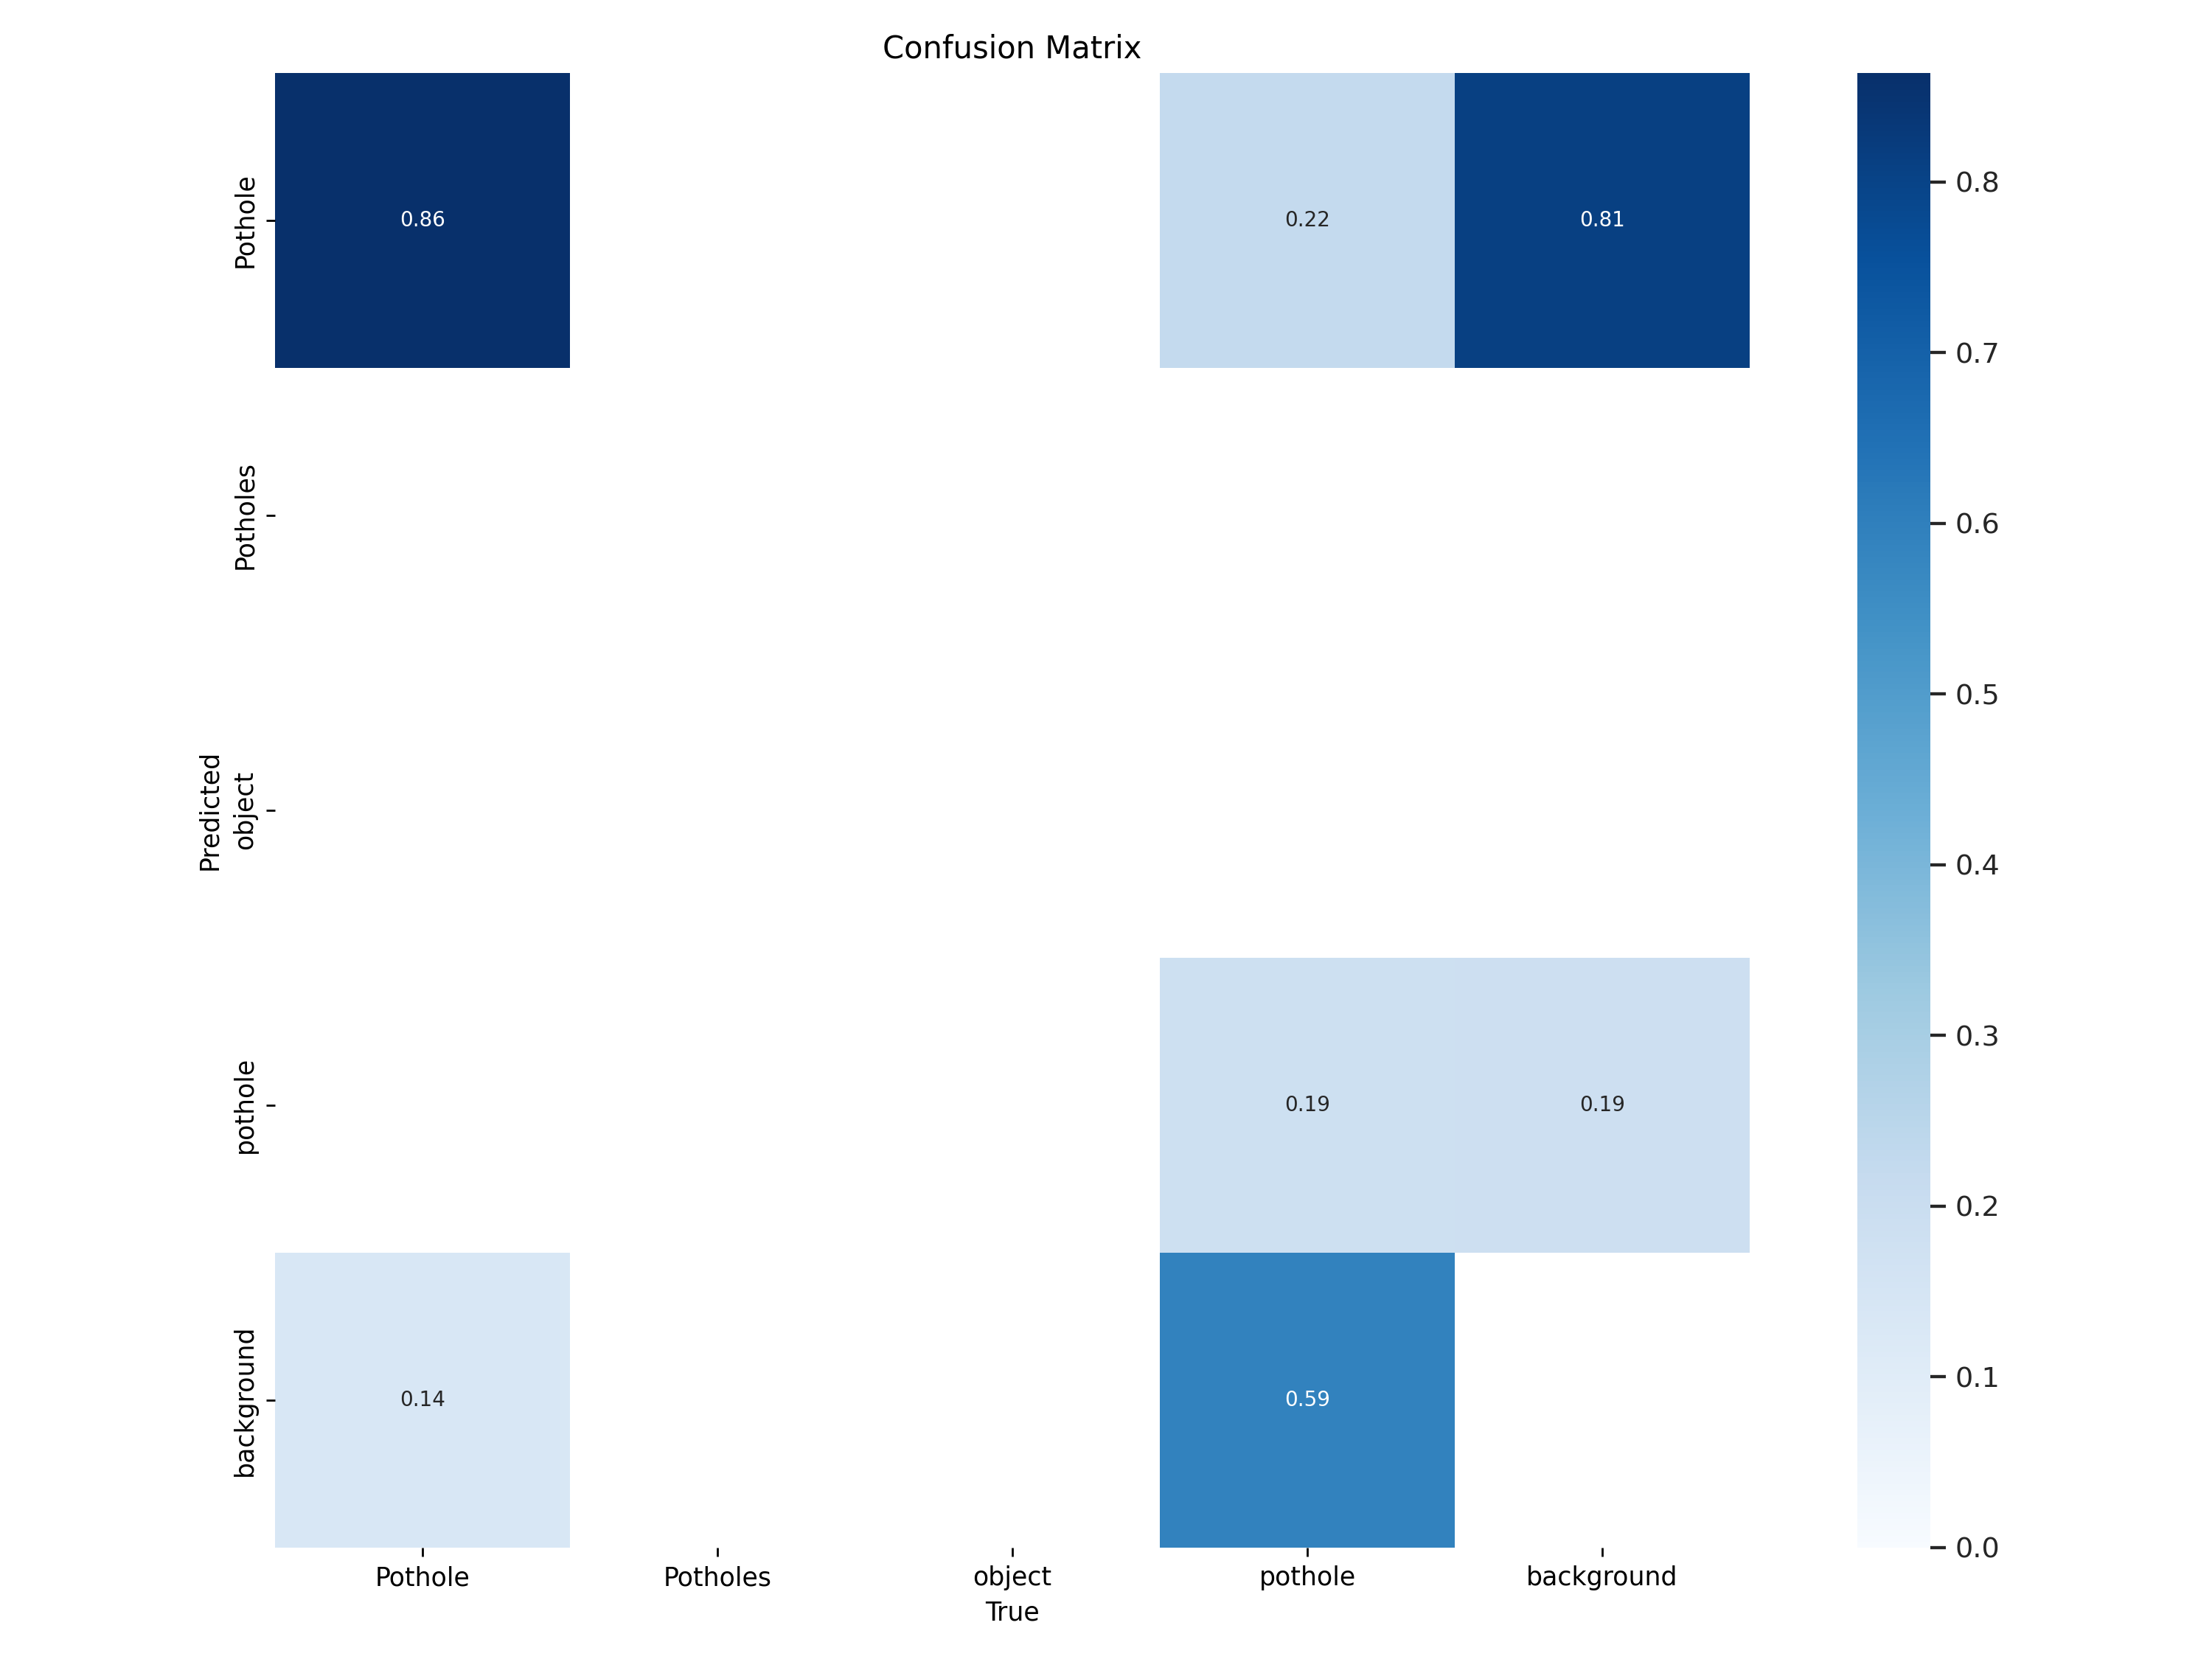 Confusion Matrix
Pothole
0.86
0.22
0.81
0.8
0.7
Potholes
0.6
0.5
Predicted
object
0.4
0.3
pothole
0.19
0.19
0.2
background
0.14
0.59
0.1
0.0
Pothole
Potholes
object
pothole
background
True